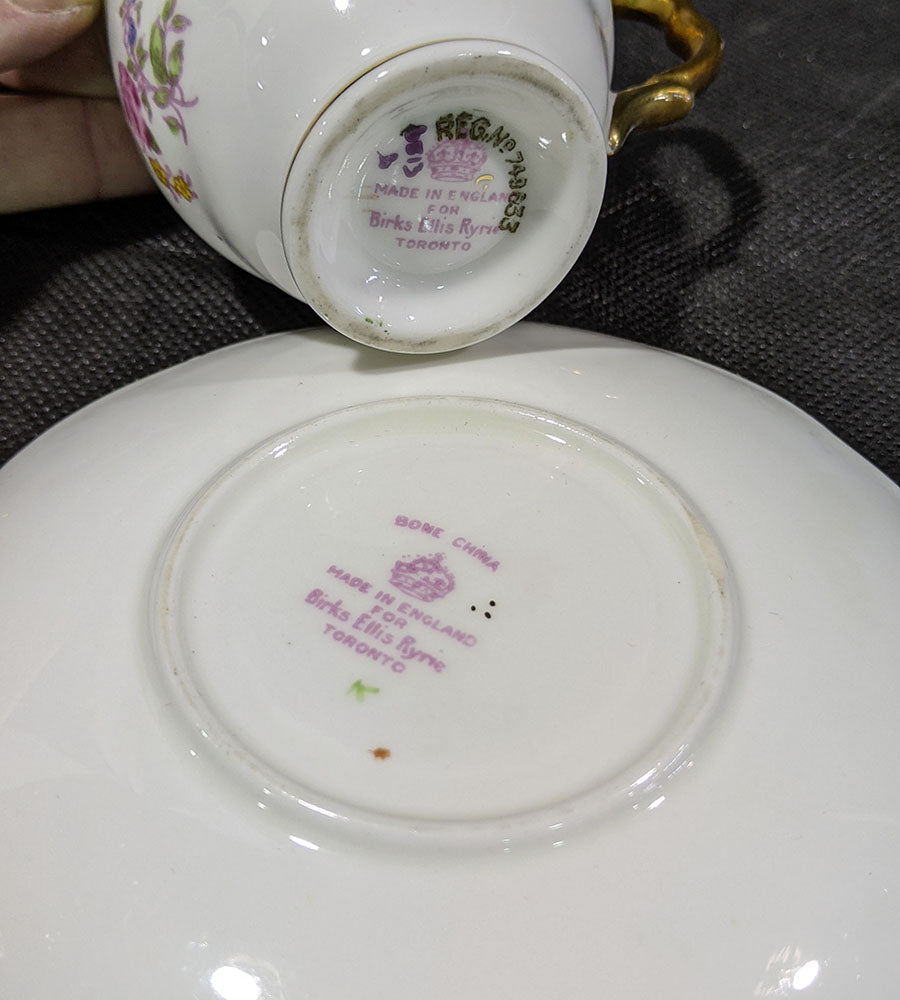 REG.Nº 749633
MADE IN ENGLAND
FOR
Birks Ellis Ryrie
TORONTO
BONE CHINA
MADE IN ENGLAND
FOR
Birks Ellis Ryrie
TORONTO